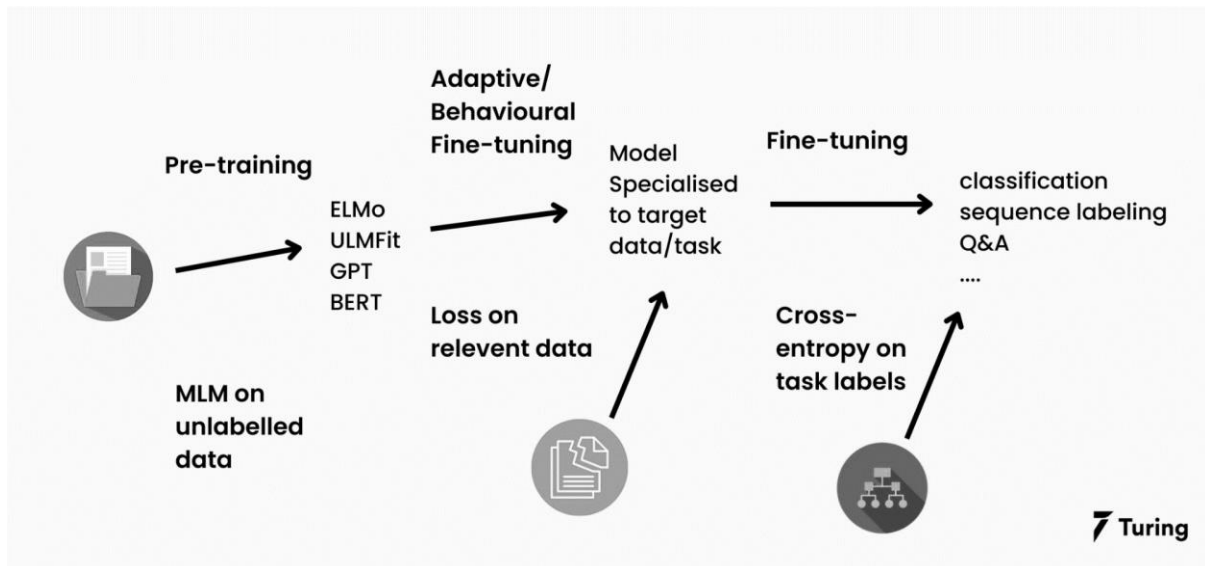 Pre-training
ELMo
ULMFit
GPT
BERT
MLM on
unlabelled
data
Adaptive/
Behavioural
Fine-tuning
Loss on
relevent data
Model
Specialised
to target
data/task
Fine-tuning
Cross-
entropy on
task labels
classification
sequence labeling
Q&A
....
Turing